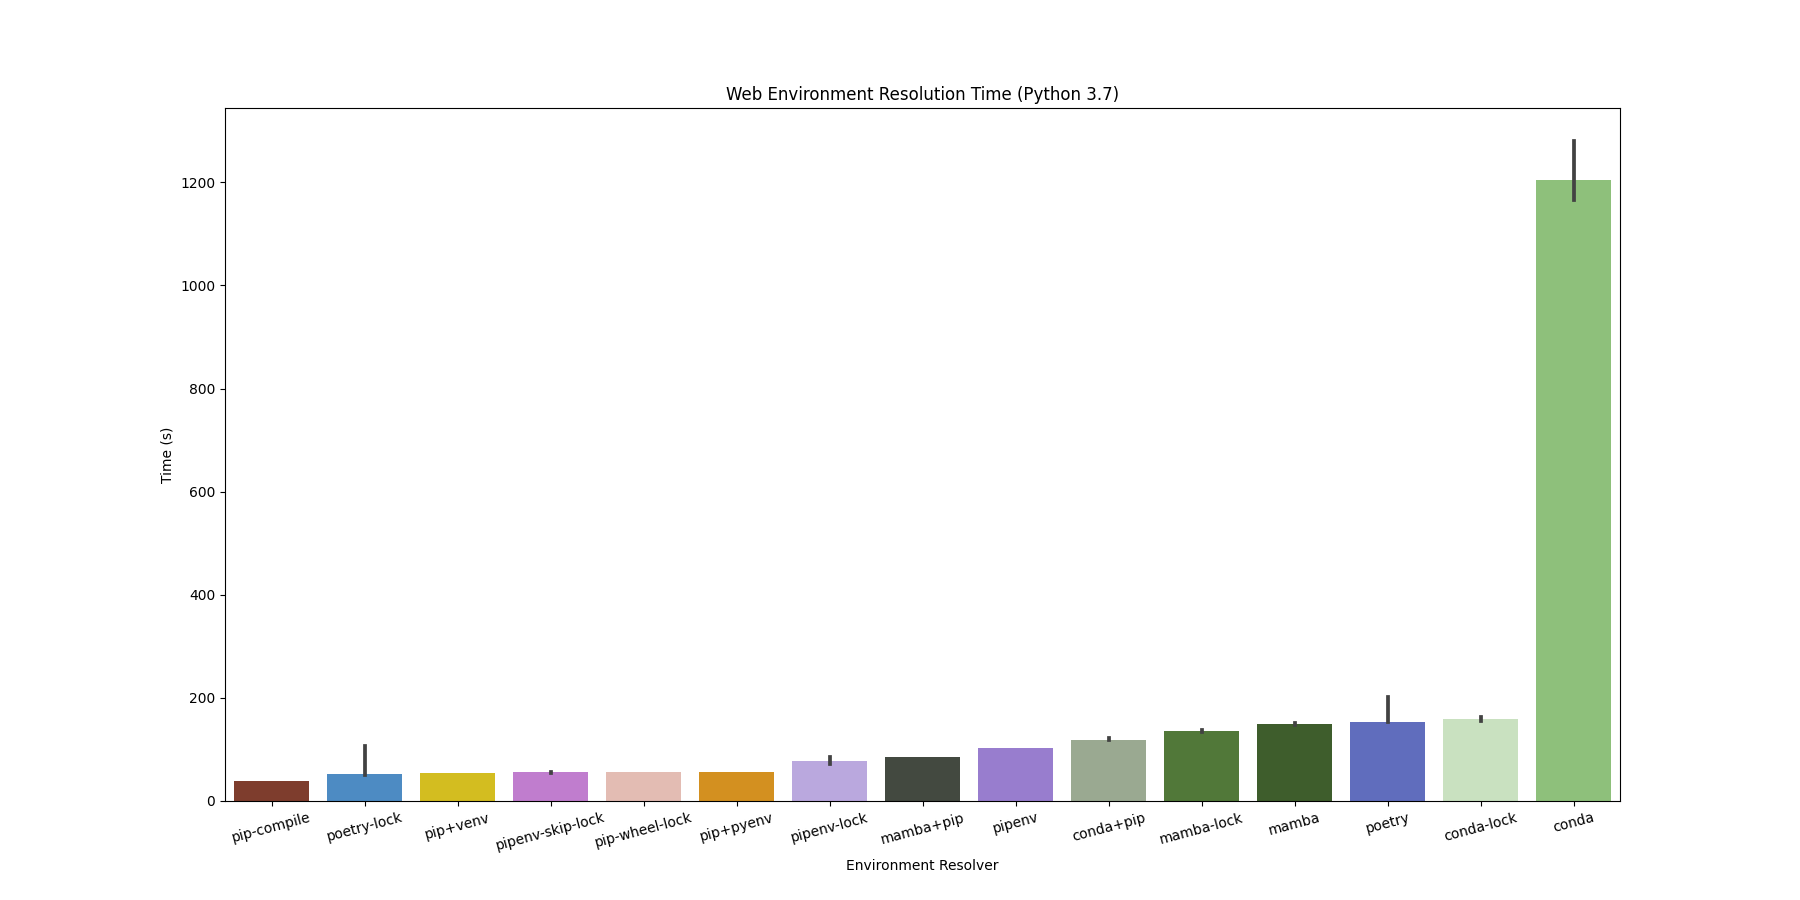 Web Environment Resolution Time (Python 3.7)
1200
1000
800
600
400
200
0
Time (s)
pip-compile
poetry-lock
pip+venv
pipenv-skip-lock
pip-wheel-lock
pip+pyenv
pipenv-lock
mamba+pip
pipenv
conda+pip
mamba-lock
mamba
poetry
conda-lock
conda
Environment Resolver